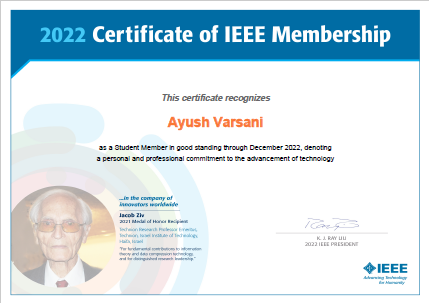 2022 Certificate of IEEE Membership
This certificate recognizes
Ayush Varsani
as a Student Member in good standing through December 2022, denoting
a personal and professional commitment to the advancement of technology
...in the company of
innovators worldwide
Jacob Ziv
2021 Medal of Honor Recipient
Technion Research Professor Emeritus,
Technion, Israel Institute of Technology,
Haifa, Israel
"For fundamental contributions to information
theory and data compression technology,
and for distinguished research leadership."
K. J. RAY LIU
2022 IEEE PRESIDENT
IEEE
Advancing Technology
for Humanity